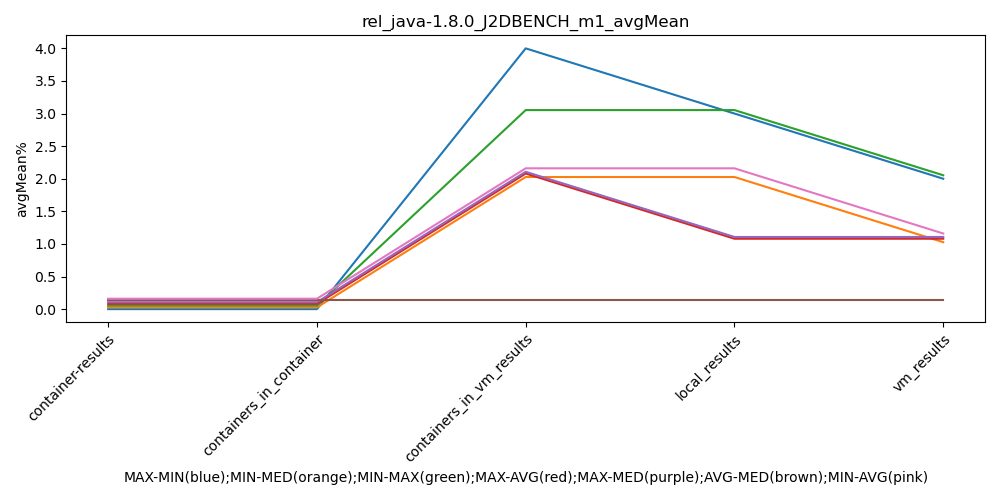 rel_java-1.8.0_J2DBENCH_m1_avgMean
avgMean%
4.0
3.5
3.0
2.5
2.0
1.5
1.0
0.5
0.0
container-results
containers_in_container
containers_in_vm_results
local_results
vm_results
MAX-MIN(blue);MIN-MED(orange);MIN-MAX(green);MAX-AVG(red);MAX-MED(purple);AVG-MED(brown);MIN-AVG(pink)